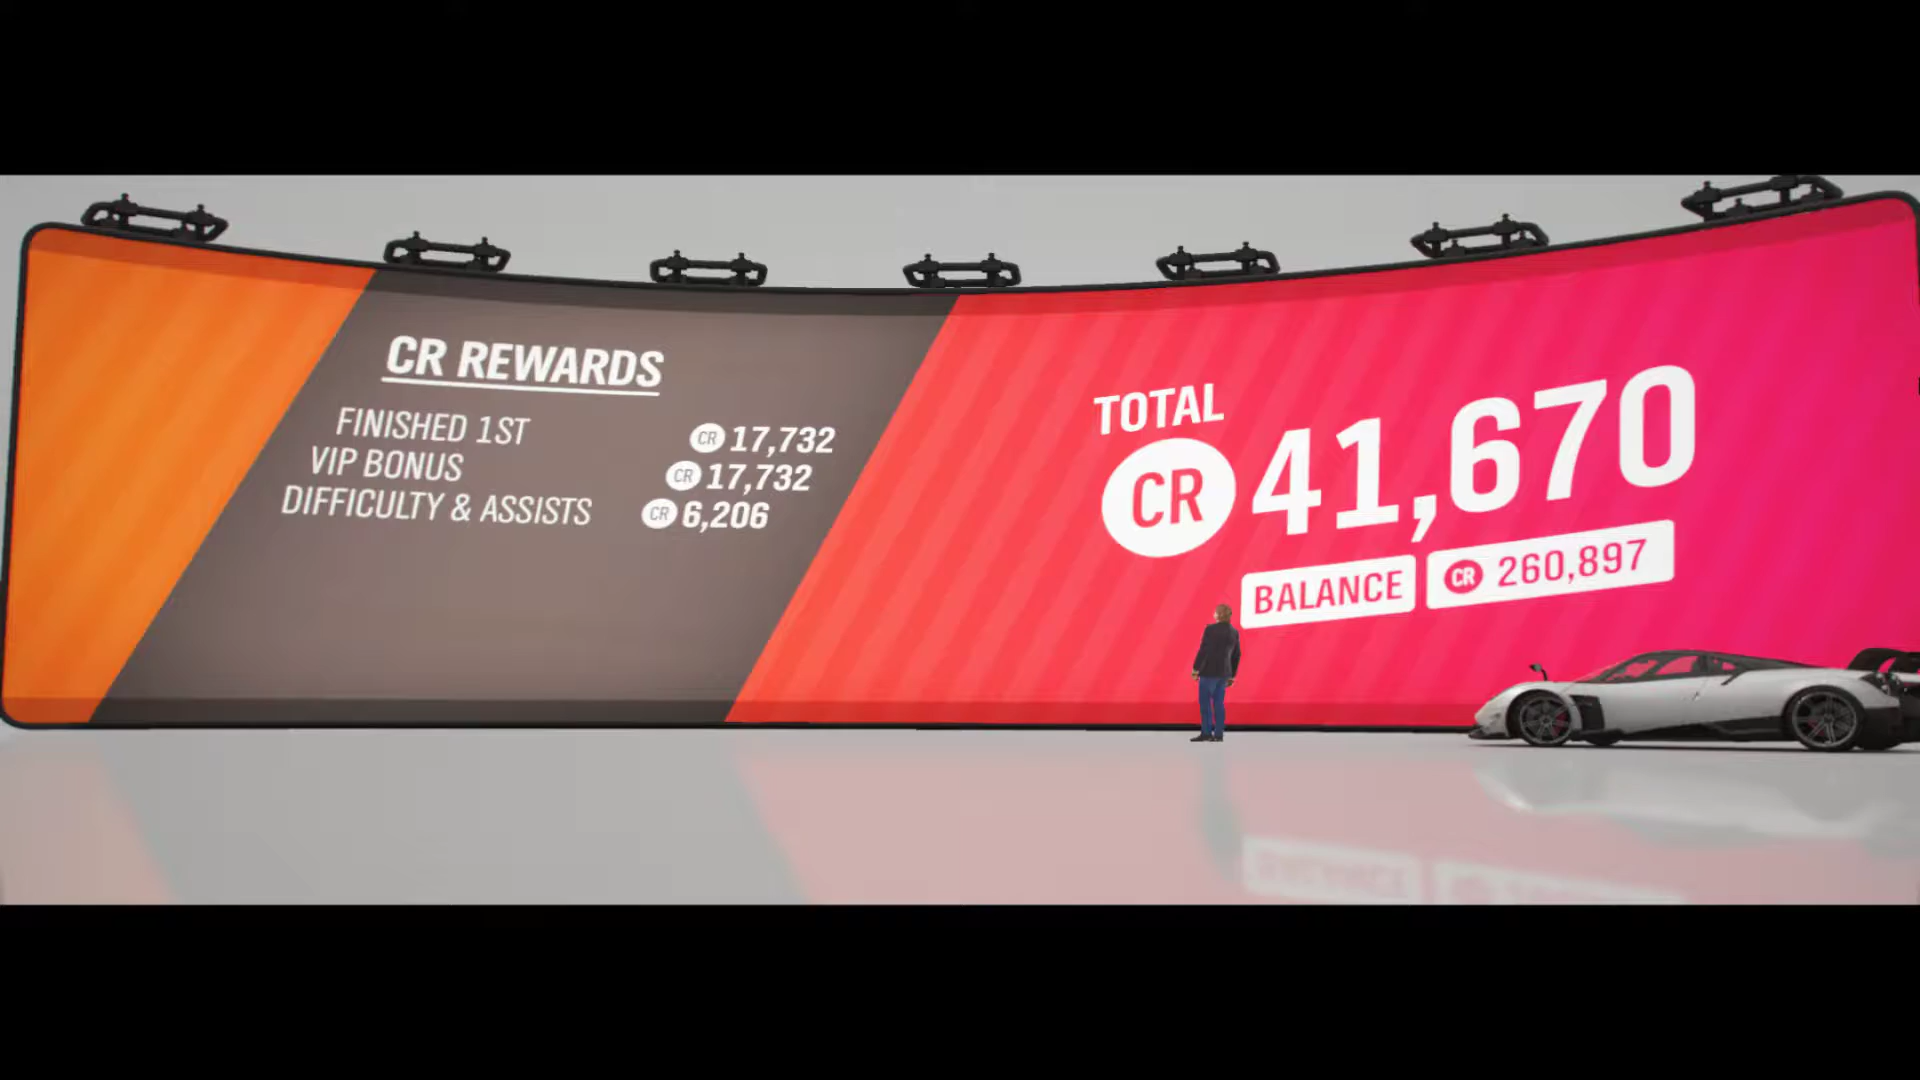 CR REWARDS
FINISHED 1ST CR 17,732
VIP BONUS CR 17,732
DIFFICULTY & ASSISTS CR 6,206
TOTAL
CR 41,670
BALANCE CR 260,897